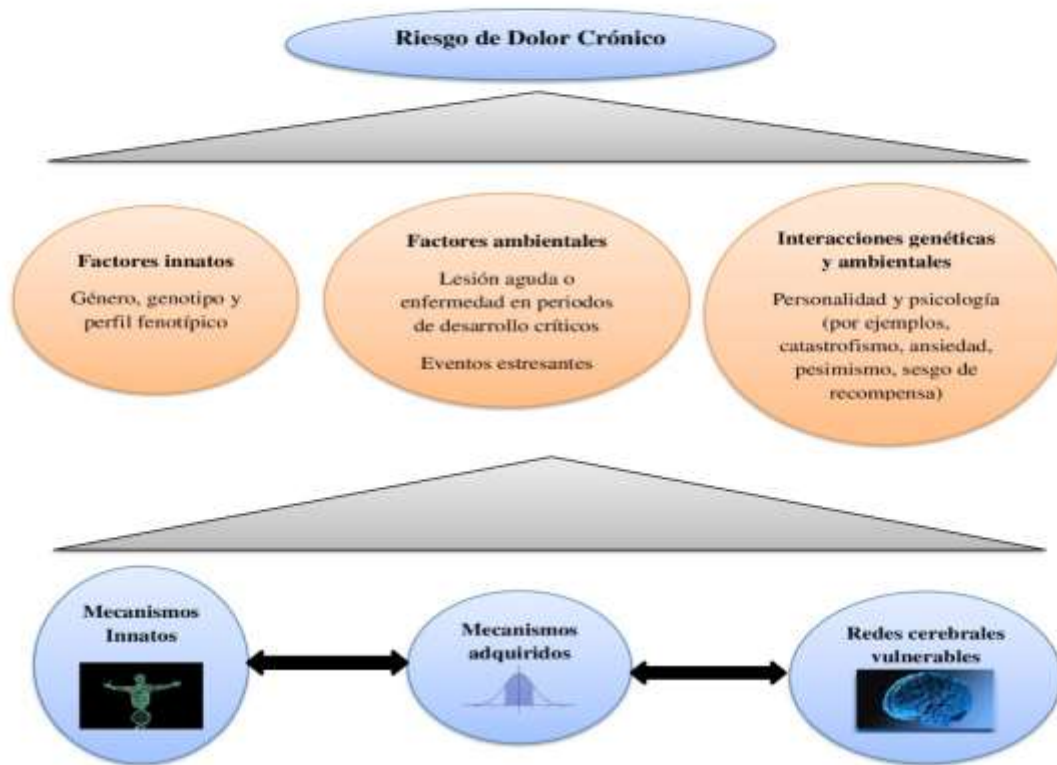 Riesgo de Dolor Crónico
Factores innatos
Género, genotipo y
perfil fenotípico
Factores ambientales
Lesión aguda o
enfermedad en periodos
de desarrollo críticos
Eventos estresantes
Interacciones genéticas
y ambientales
Personalidad y psicología
(por ejemplos,
catastrofismo, ansiedad,
pesimismo, sesgo de
recompensa)
Mecanismos
Innatos
Mecanismos
adquiridos
Redes cerebrales
vulnerables